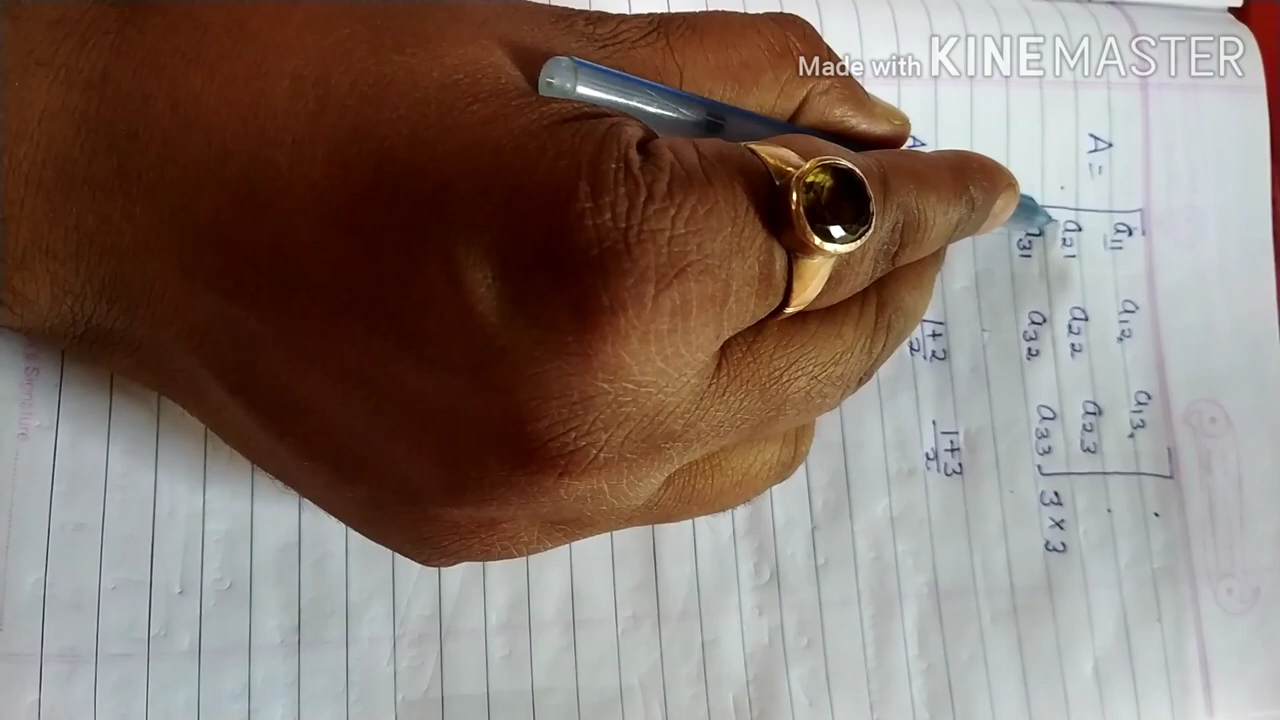 Made with KINEMASTER
A = [ a11 a12, a13,
a21 a22 a23
a31 a32 a33 ] 3 x 3
A 1+2/2 1+3/2